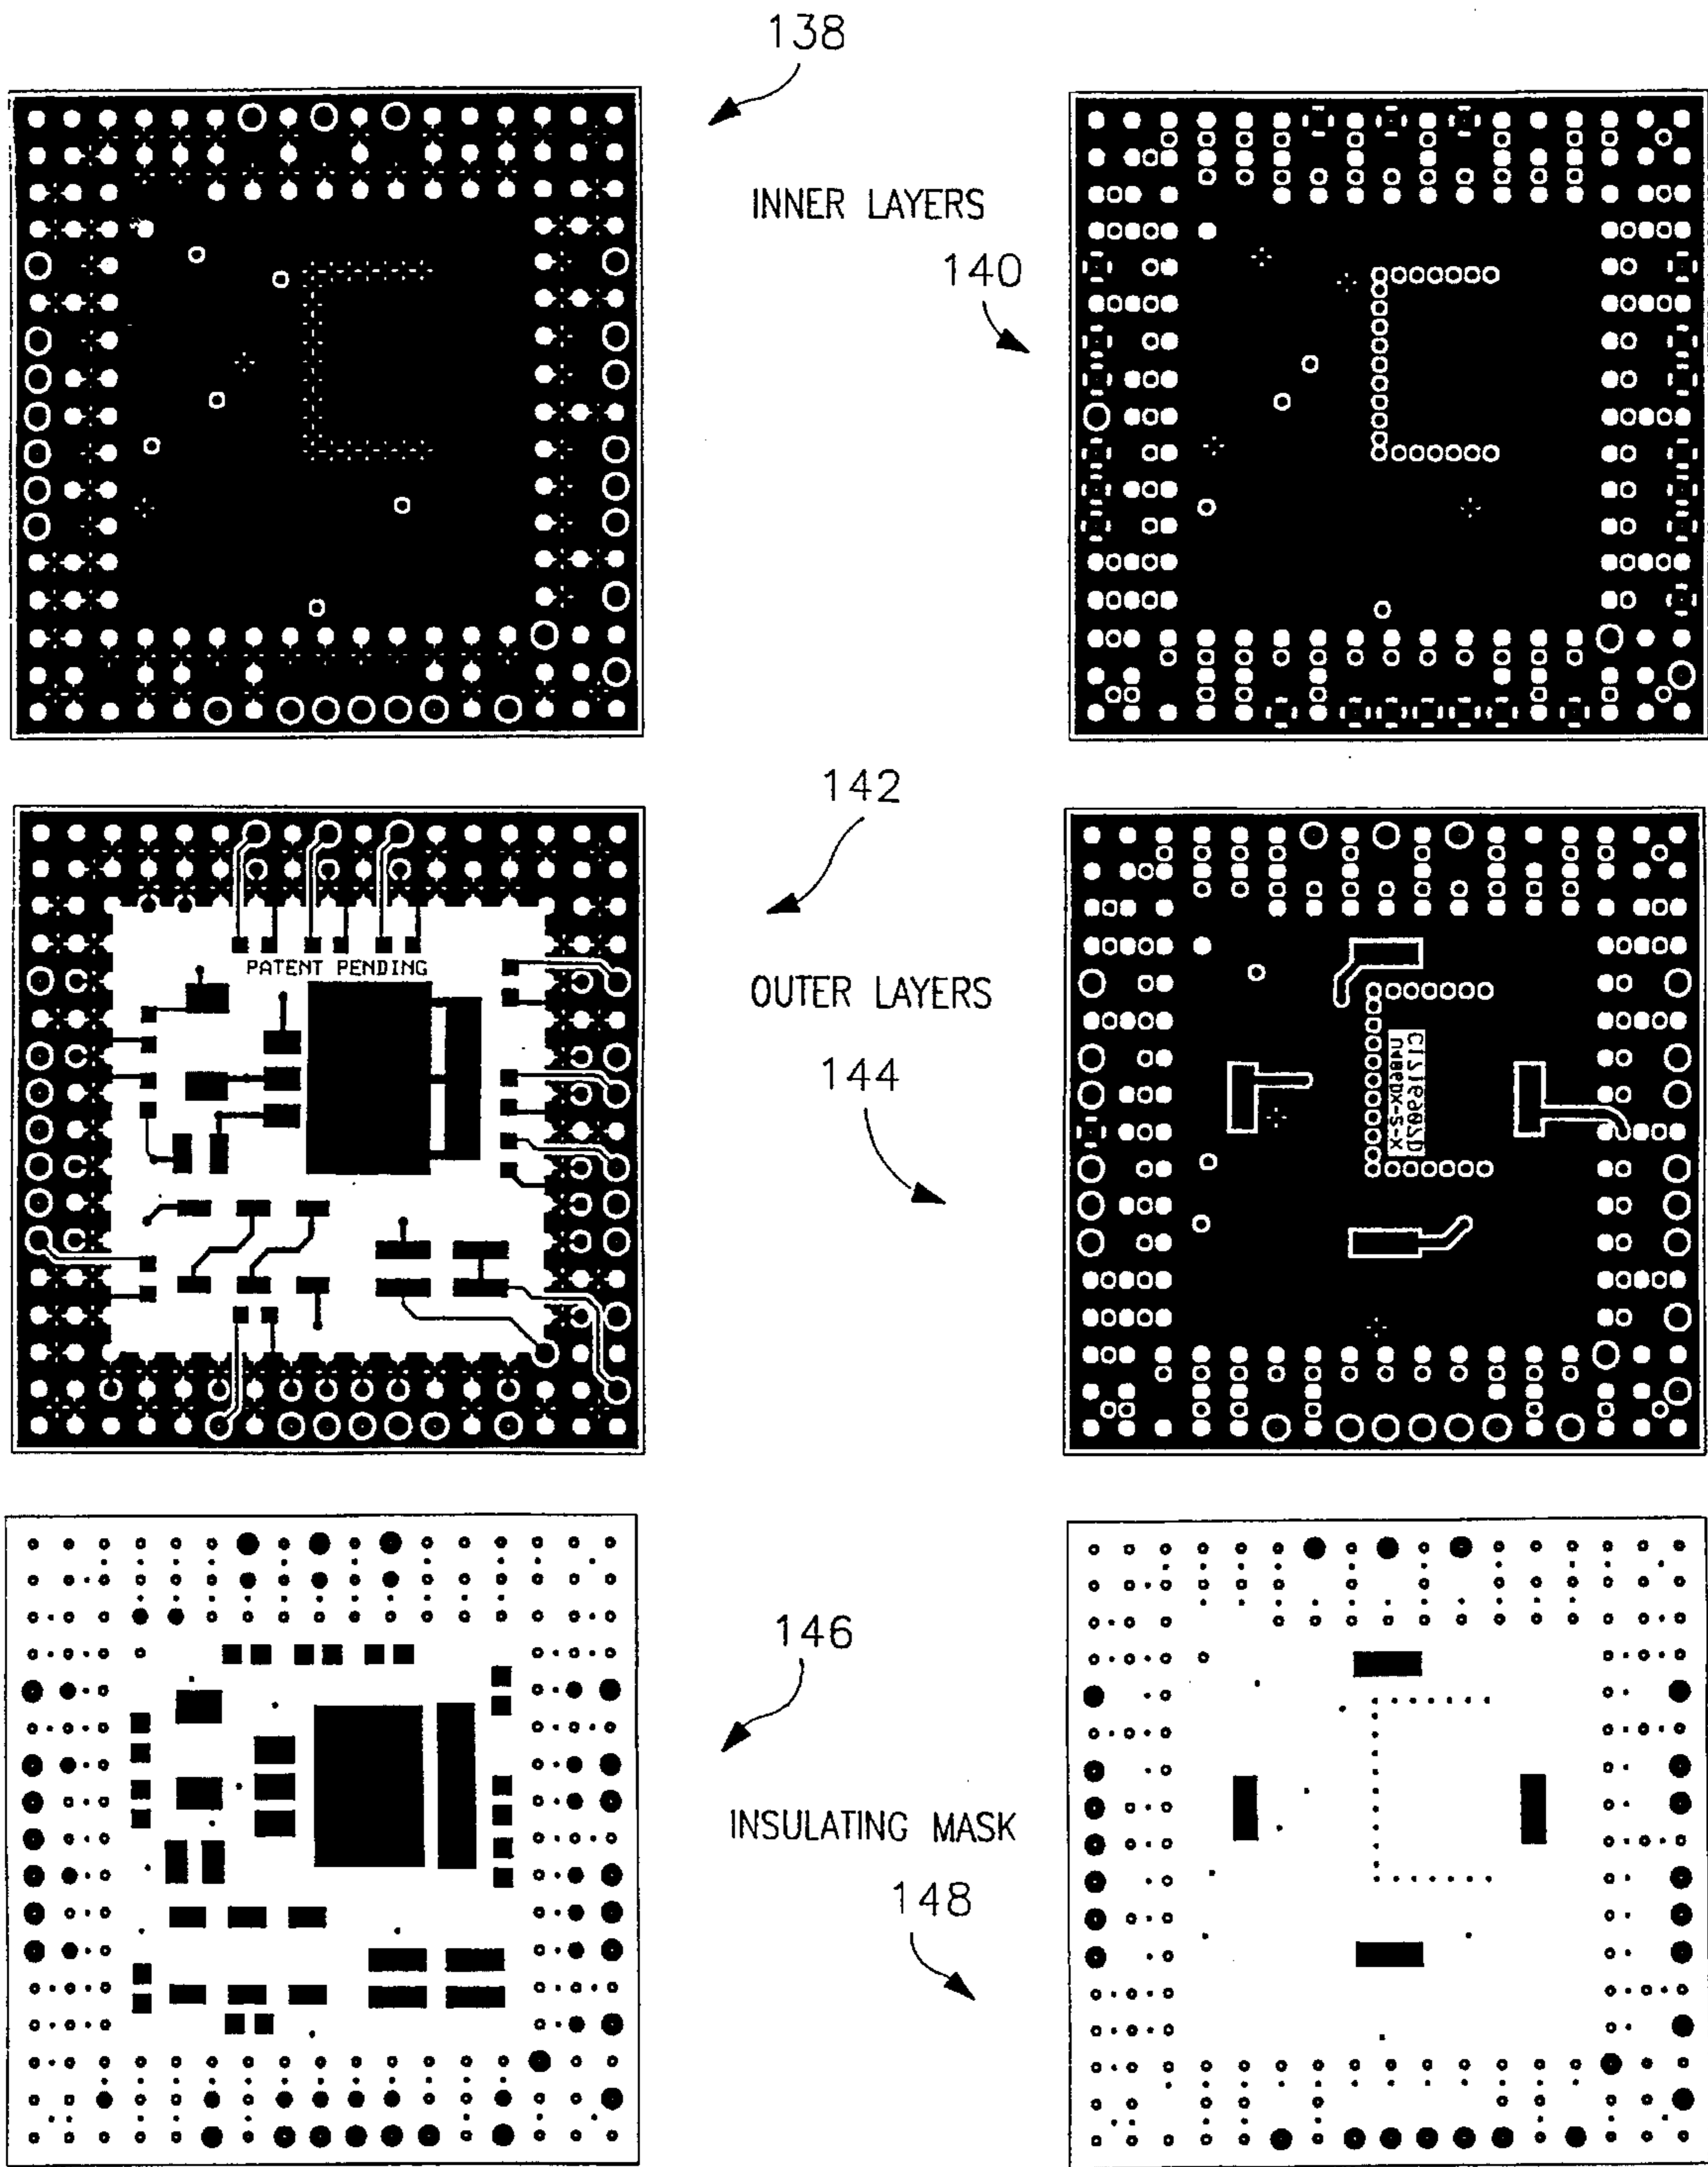 138
INNER LAYERS
140
142
PATENT PENDING
OUTER LAYERS
144
146
INSULATING MASK
148